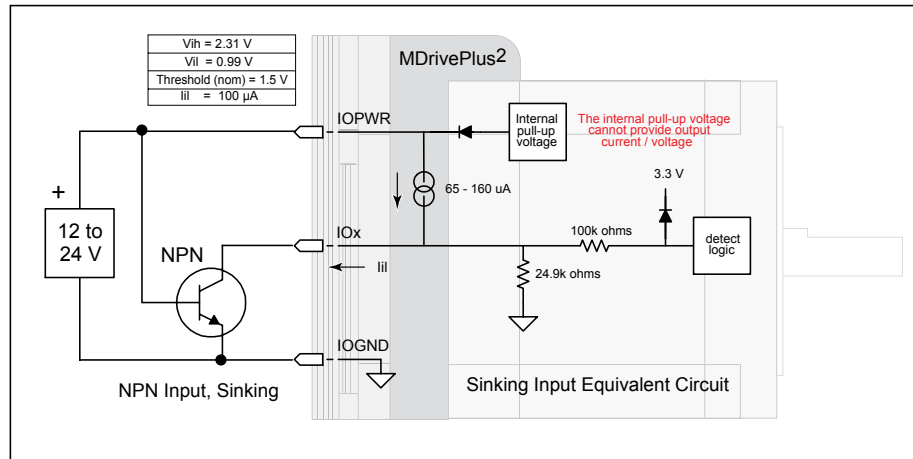 Vih = 2.31 V
Vil = 0.99 V
Threshold (nom) = 1.5 V
Iil = 100 µA
MDrivePlus2
IOPWR
Internal
pull-up
voltage
The internal pull-up voltage
cannot provide output
current / voltage
+
12 to
24 V
65 - 160 uA
3.3 V
NPN
IOx
100k ohms
detect
logic
Iil
24.9k ohms
IOGND
NPN Input, Sinking
Sinking Input Equivalent Circuit